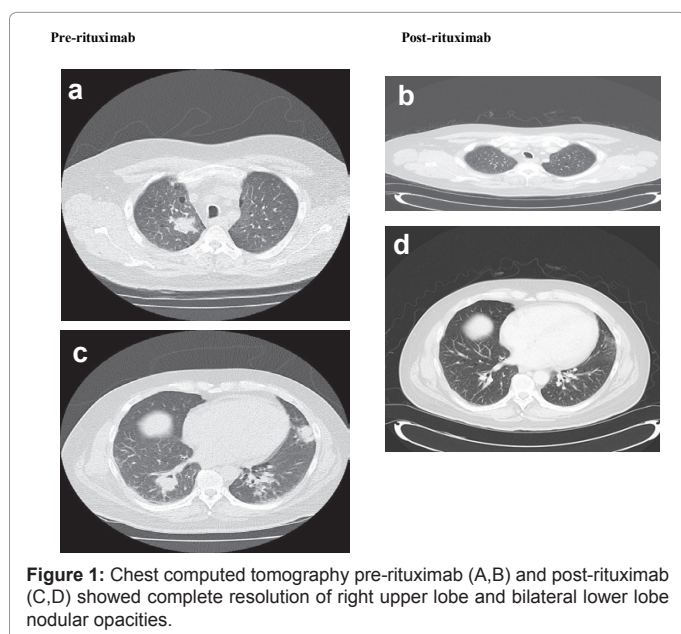 Pre-rituximab
Post-rituximab
a
b
c
d
Figure 1: Chest computed tomography pre-rituximab (A,B) and post-rituximab
(C,D) showed complete resolution of right upper lobe and bilateral lower lobe
nodular opacities.